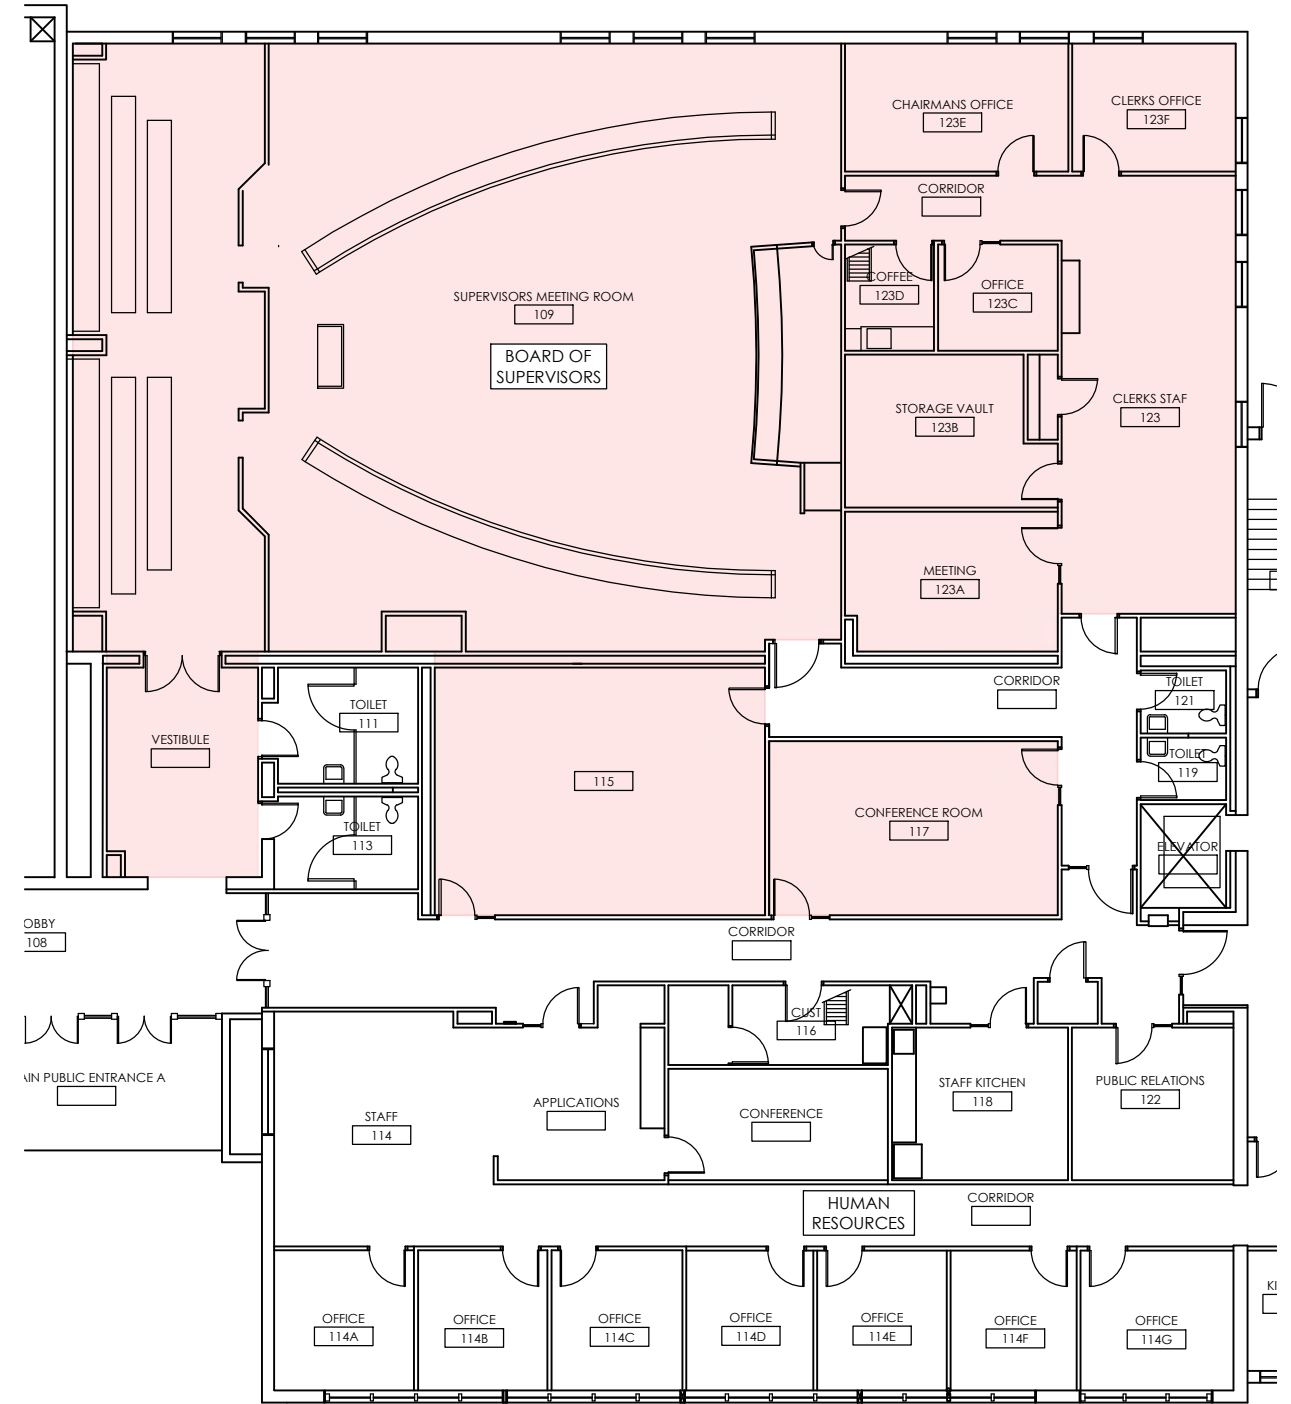 CHAIRMANS OFFICE
123E
CLERKS OFFICE
123F
CORRIDOR
COFFEE
123D
OFFICE
123C
SUPERVISORS MEETING ROOM
109
BOARD OF
SUPERVISORS
STORAGE VAULT
123B
CLERKS STAF
123
MEETING
123A
CORRIDOR
TOILET
121
TOILET
111
VESTIBULE
TOILET
119
115
CONFERENCE ROOM
117
TOILET
113
ELEVATOR
OBBY
108
CORRIDOR
CUST
116
AIN PUBLIC ENTRANCE A
STAFF KITCHEN
118
PUBLIC RELATIONS
122
APPLICATIONS
CONFERENCE
STAFF
114
HUMAN
RESOURCES
CORRIDOR
KI
OFFICE
114A
OFFICE
114B
OFFICE
114C
OFFICE
114D
OFFICE
114E
OFFICE
114F
OFFICE
114G